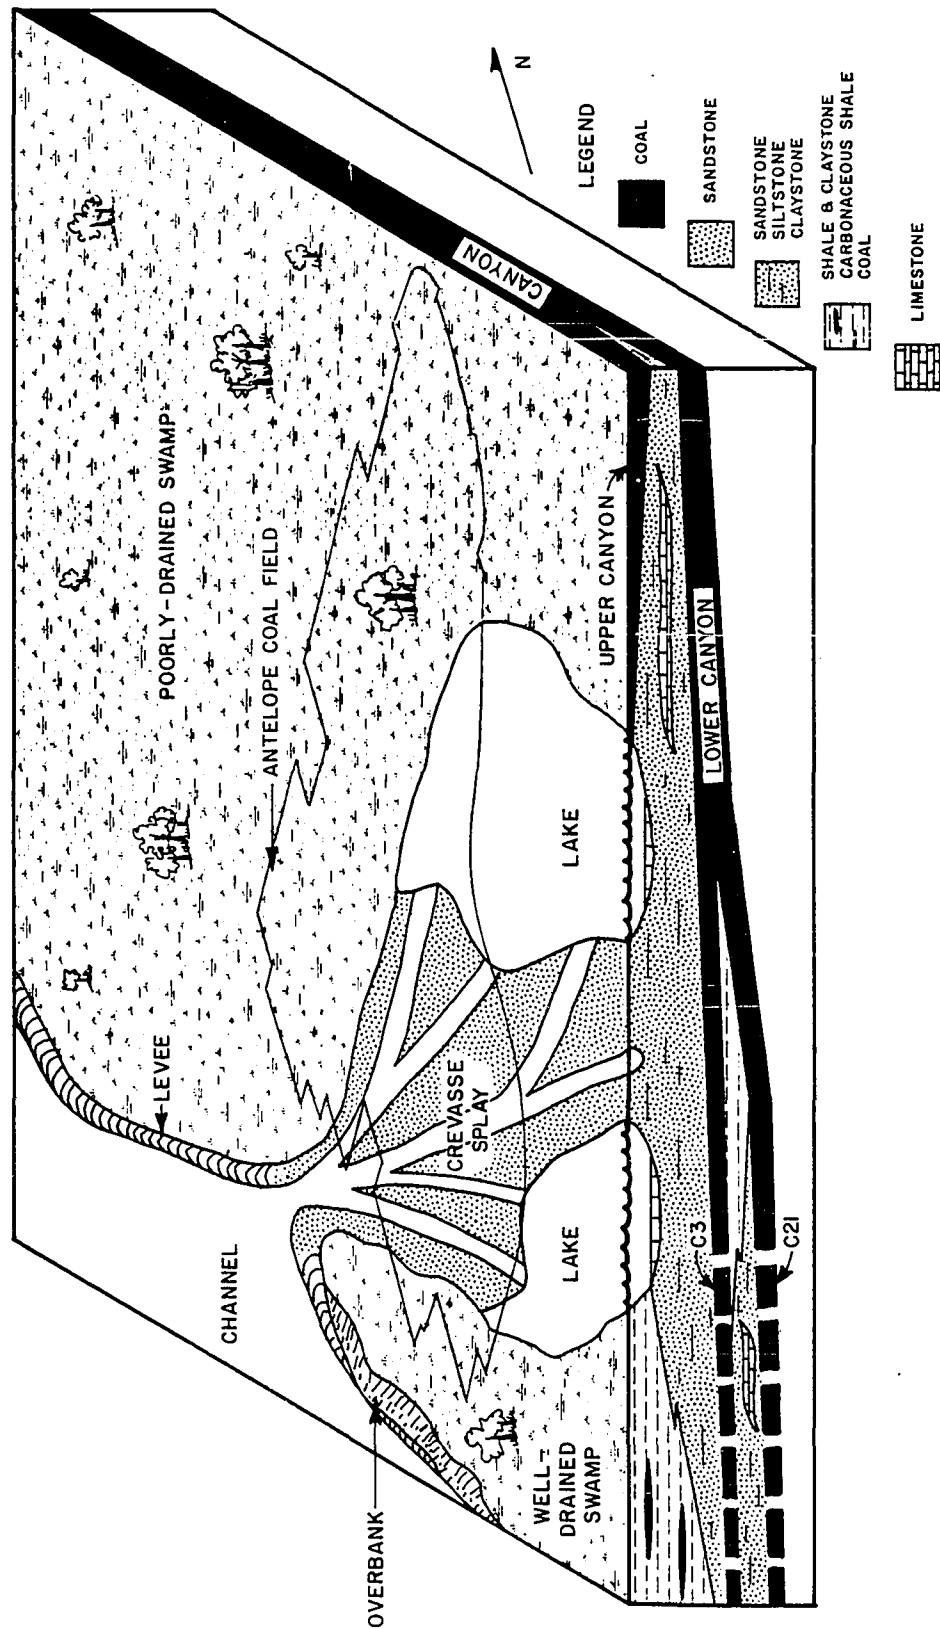 OVERBANK
CHANNEL
LEVEE
POORLY-DRAINED SWAMP
ANTELOPE COAL FIELD
CREVASSE
SPLAY
WELL-
DRAINED
SWAMP
LAKE
LAKE
UPPER CANYON
CANYON
LOWER CANYON
C3
C21
N
LEGEND
COAL
SANDSTONE
SANDSTONE
SILTSTONE
CLAYSTONE
SHALE & CLAYSTONE
CARBONACEOUS SHALE
COAL
LIMESTONE